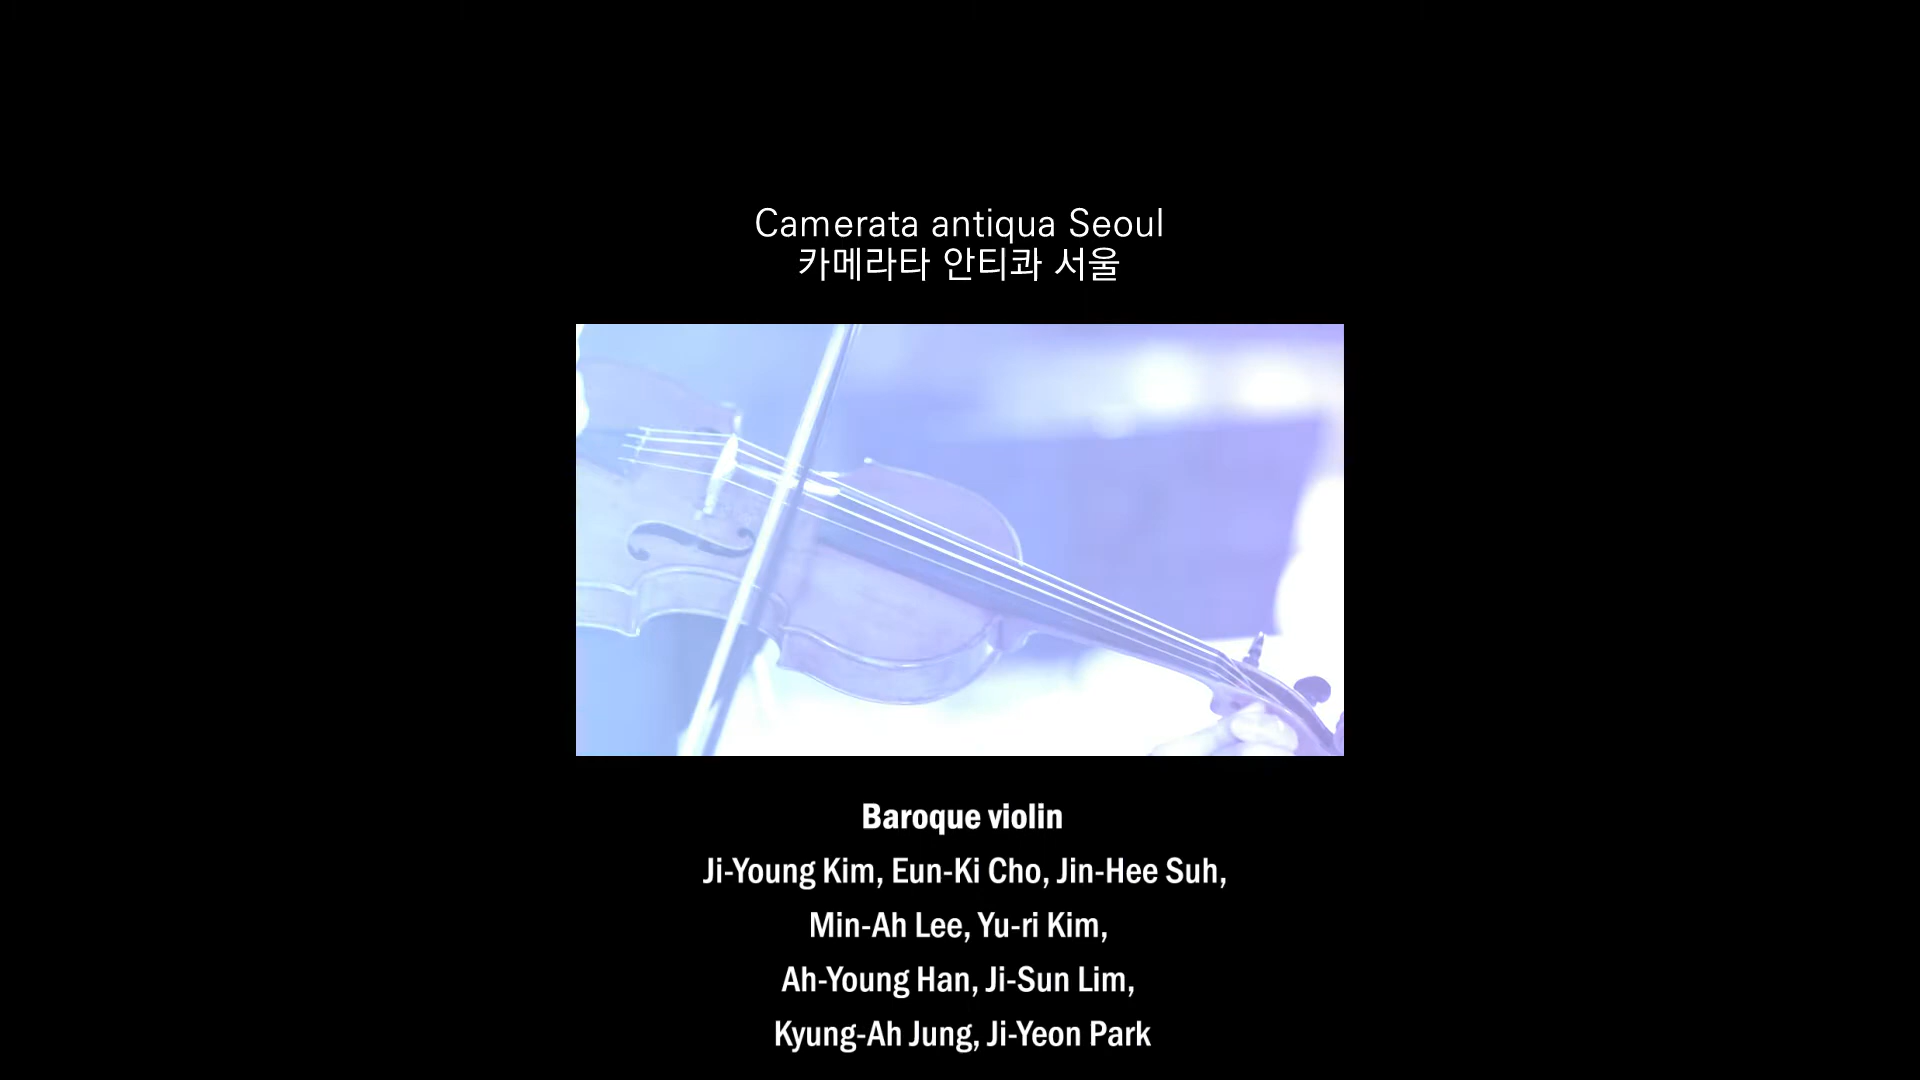 Camerata antiqua Seoul
카메라타 안티콰 서울
Baroque violin
Ji-Young Kim, Eun-Ki Cho, Jin-Hee Suh,
Min-Ah Lee, Yu-ri Kim,
Ah-Young Han, Ji-Sun Lim,
Kyung-Ah Jung, Ji-Yeon Park